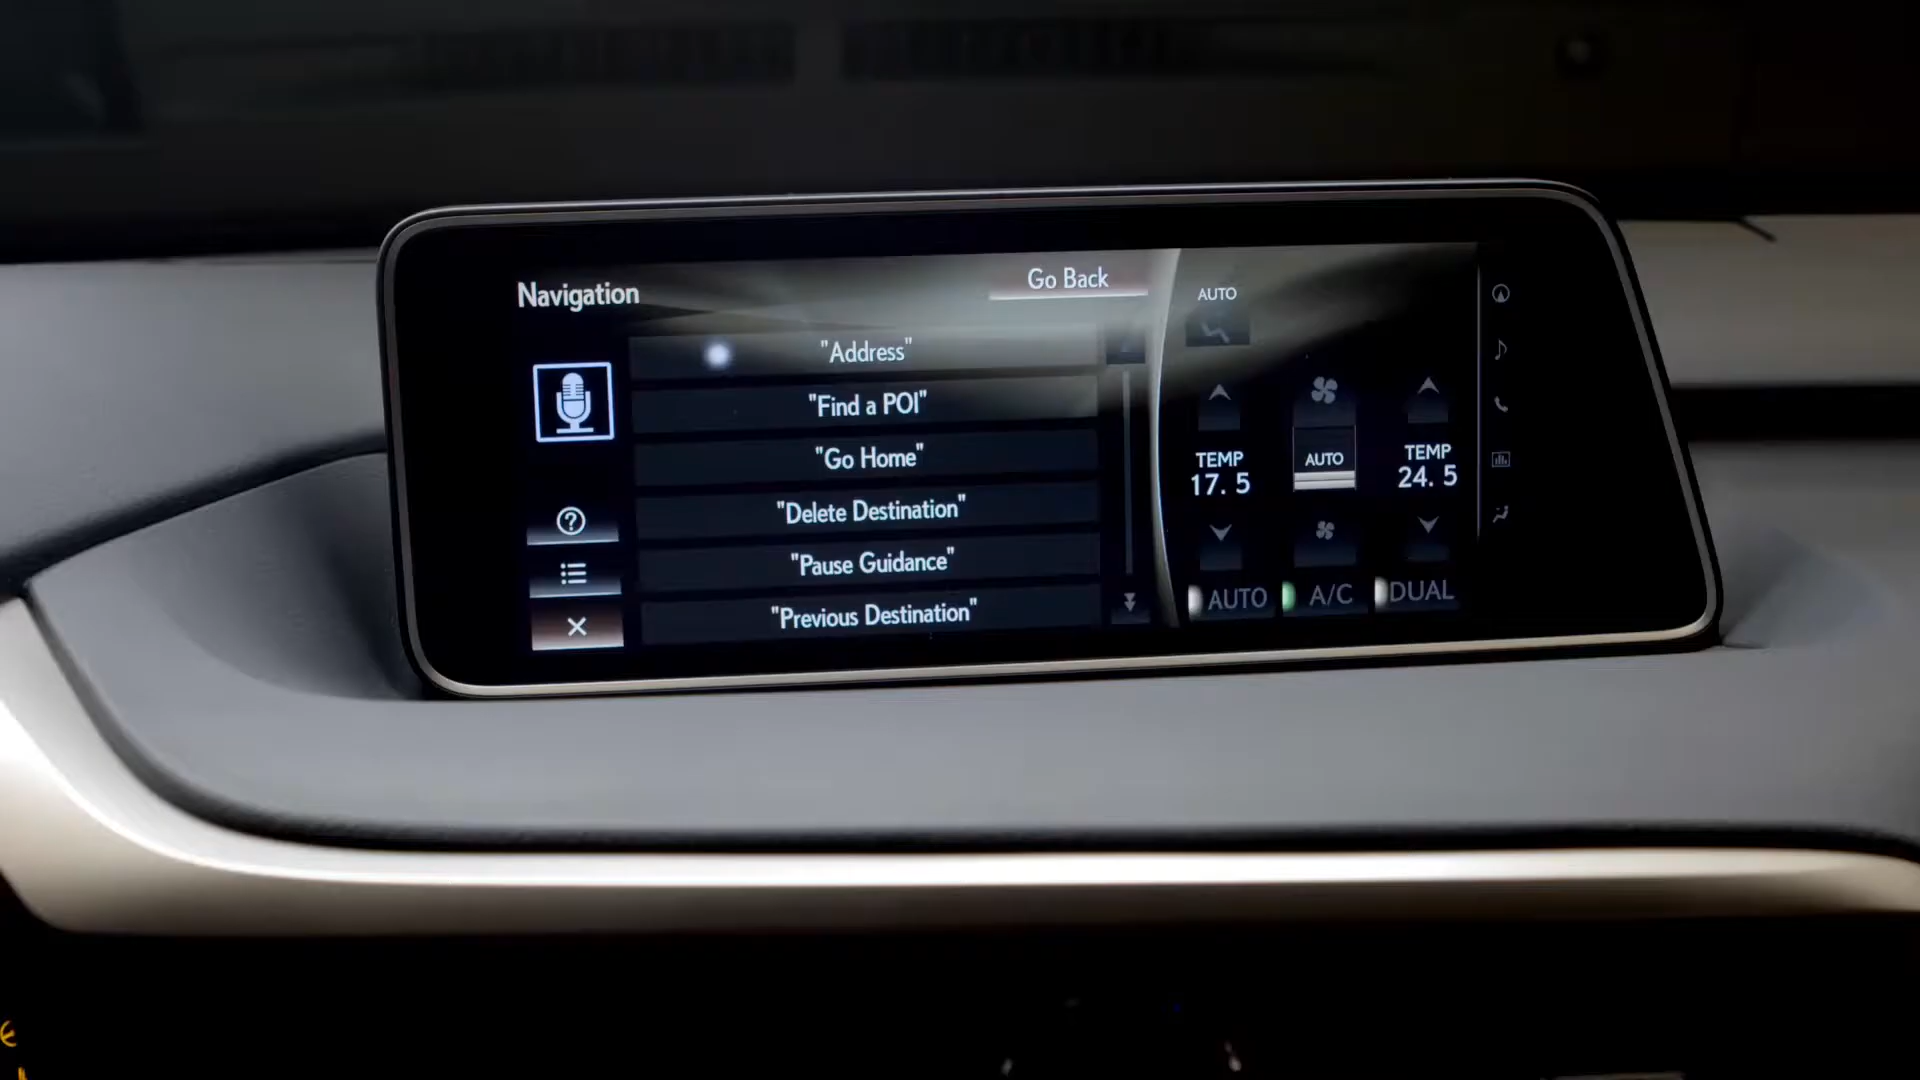 Navigation
Go Back
"Address"
"Find a POI"
"Go Home"
"Delete Destination"
"Pause Guidance"
"Previous Destination"
AUTO
TEMP
17.5
AUTO
TEMP
24.5
AUTO
A/C
DUAL